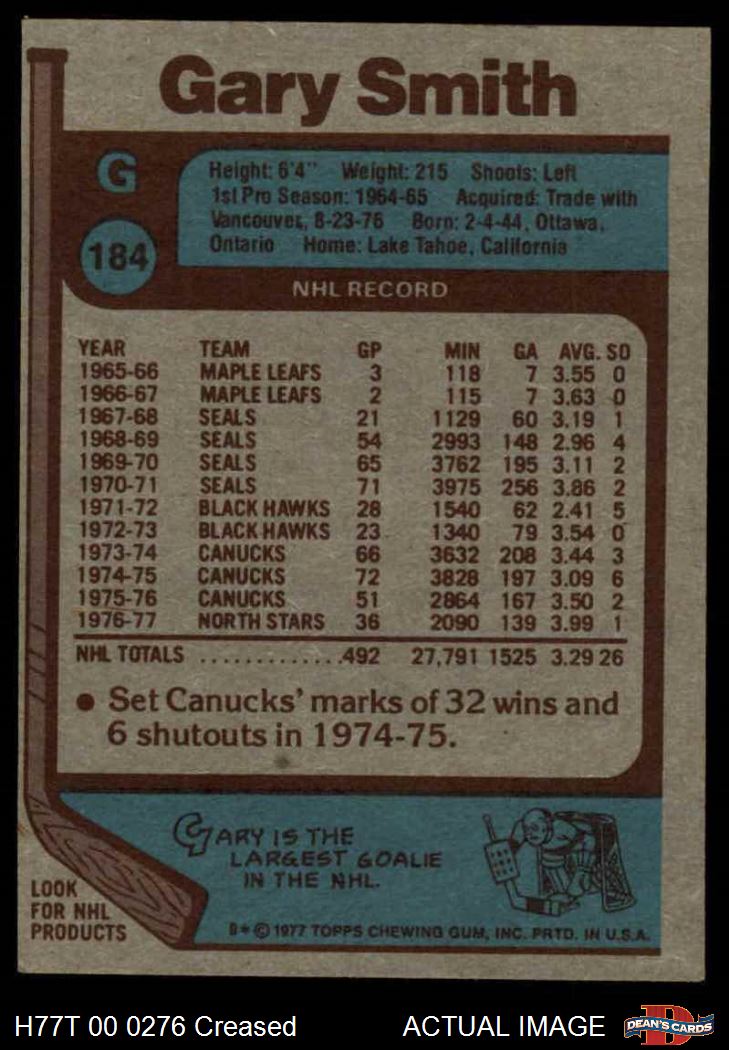 Gary Smith
G
184
Height: 6'4" Weight: 215 Shoots: Left
1st Pro Season: 1964-65 Acquired: Trade with
Vancouver, 8-23-76 Born: 2-4-44, Ottawa,
Ontario Home: Lake Tahoe, California
NHL RECORD
YEAR TEAM GP MIN GA AVG. SO
1965-66 MAPLE LEAFS 3 118 7 3.55 0
1966-67 MAPLE LEAFS 2 115 7 3.63 0
1967-68 SEALS 21 1129 60 3.19 1
1968-69 SEALS 54 2993 148 2.96 4
1969-70 SEALS 65 3762 195 3.11 2
1970-71 SEALS 71 3975 256 3.86 2
1971-72 BLACK HAWKS 28 1540 62 2.41 5
1972-73 BLACK HAWKS 23 1340 79 3.54 0
1973-74 CANUCKS 66 3632 208 3.44 3
1974-75 CANUCKS 72 3828 197 3.09 6
1975-76 CANUCKS 51 2864 167 3.50 2
1976-77 NORTH STARS 36 2090 139 3.99 1
NHL TOTALS .............492 27,791 1525 3.29 26
● Set Canucks' marks of 32 wins and
6 shutouts in 1974-75.
GARY IS THE
LARGEST GOALIE
IN THE NHL.
LOOK
FOR NHL
PRODUCTS
B* © 1977 TOPPS CHEWING GUM, INC. PRTD. IN U.S.A.
H77T 00 0276 Creased ACTUAL IMAGE
D
DEAN'S CARDS